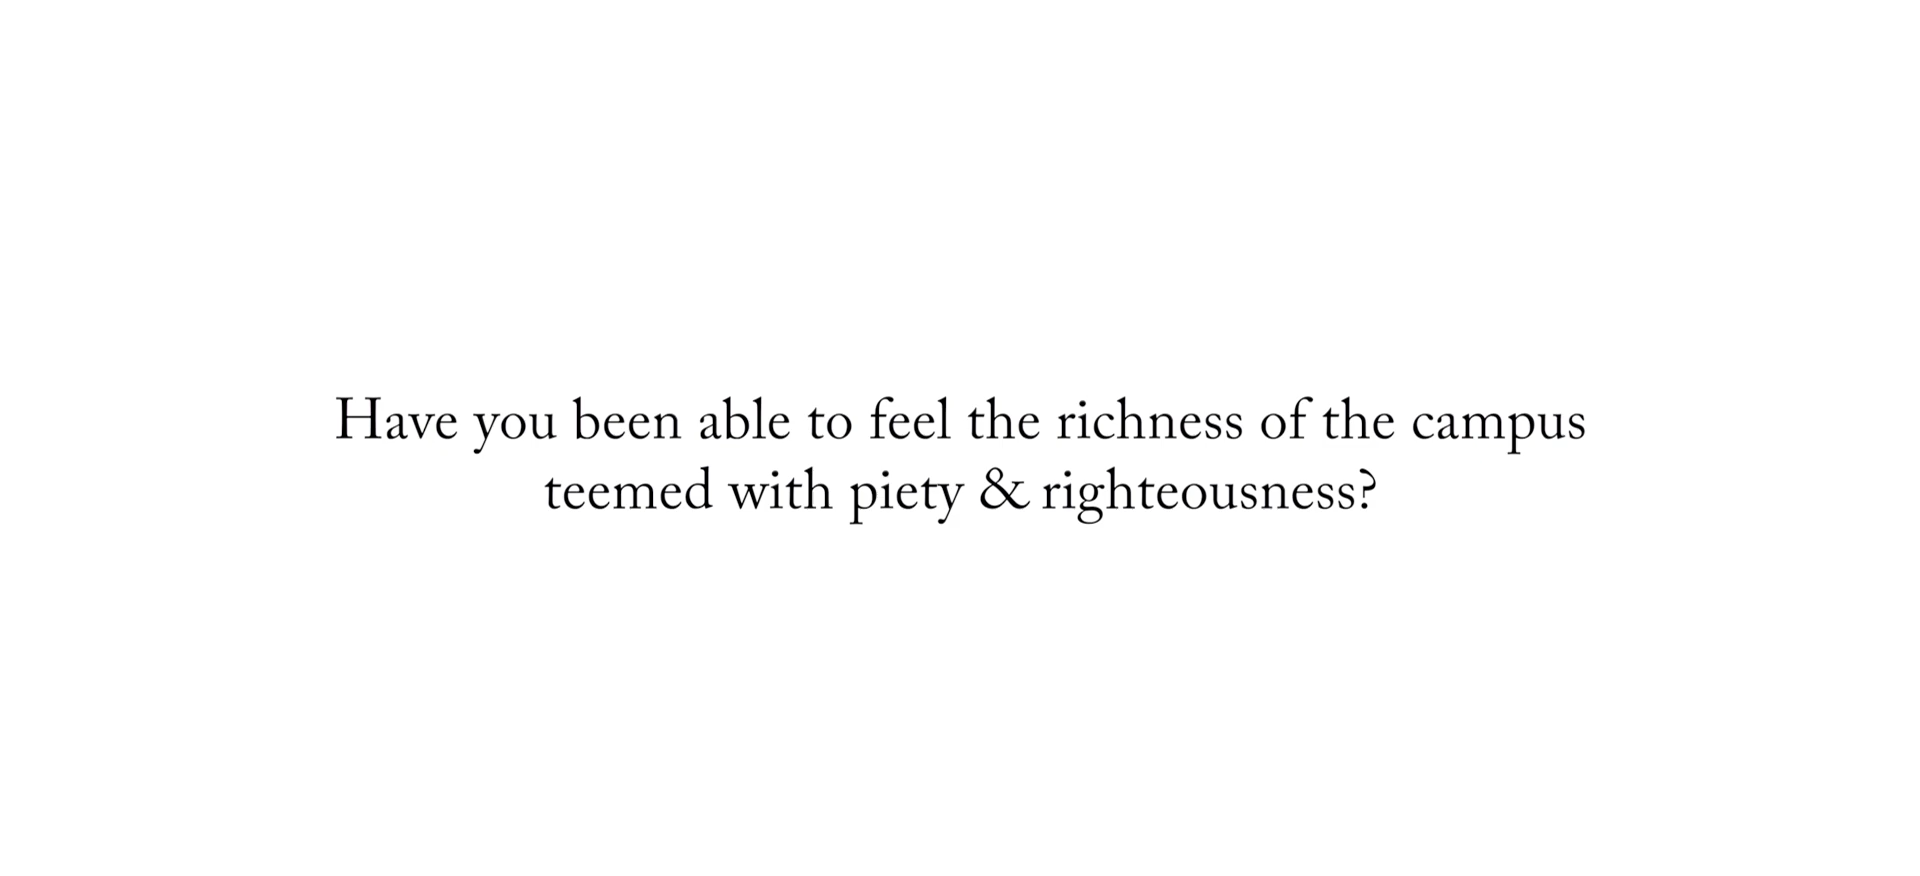 Have you been able to feel the richness of the campus
teemed with piety & righteousness?